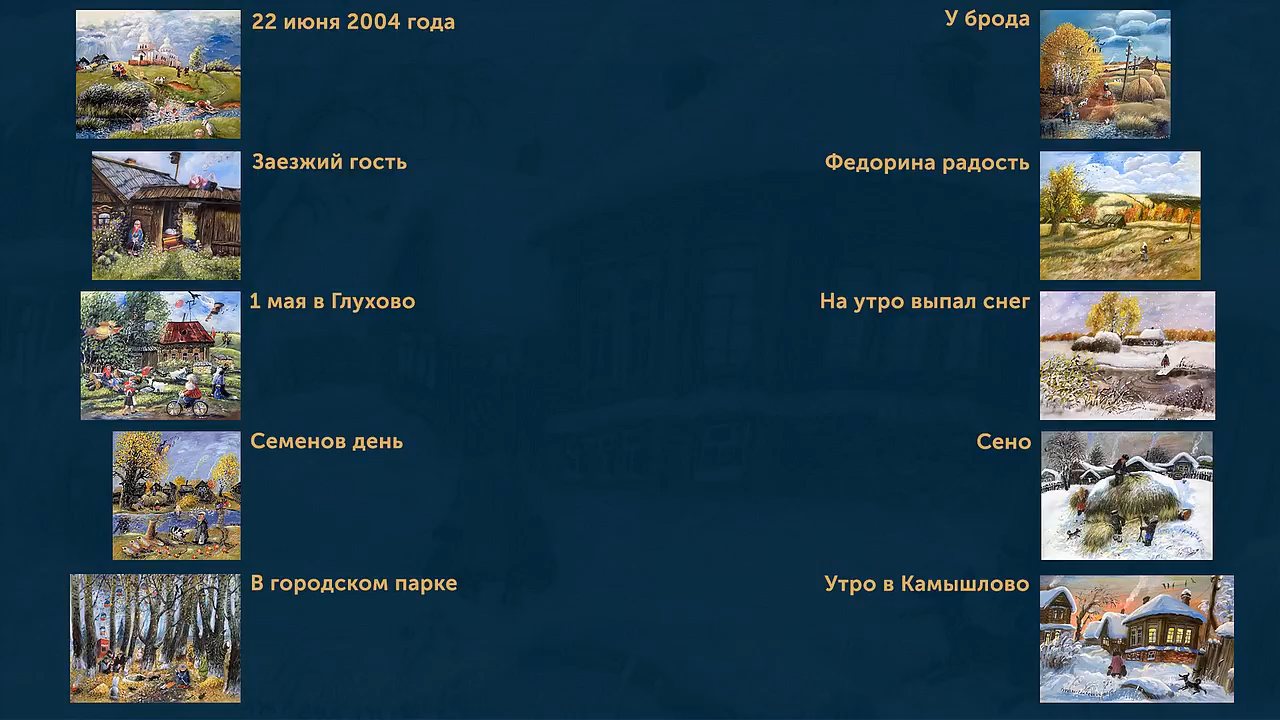 22 июня 2004 года
Заезжий гость
1 мая в Глухово
Семенов день
В городском парке
У брода
Федорина радость
На утро выпал снег
Сено
Утро в Камышлово